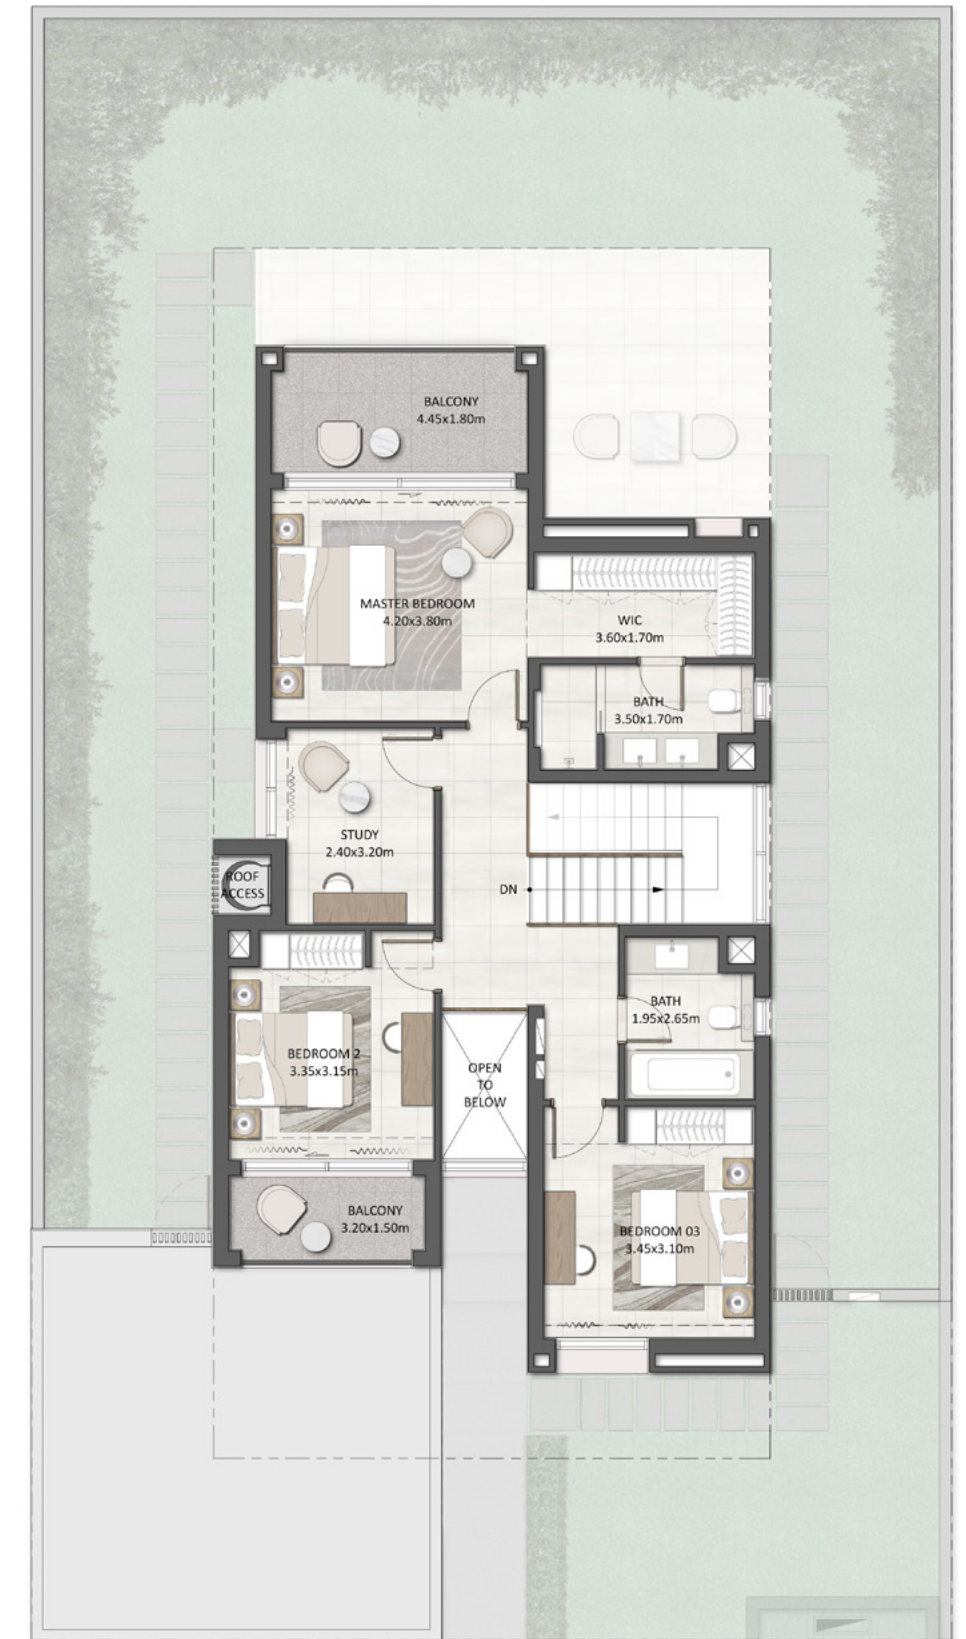 BALCONY
4.45x1.80m
MASTER BEDROOM
4.20x3.80m
WIC
3.60x1.70m
BATH
3.50x1.70m
STUDY
2.40x3.20m
ROOF
ACCESS
DN
BATH
1.95x2.65m
BEDROOM 2
3.35x3.15m
OPEN
TO
BELOW
BALCONY
3.20x1.50m
BEDROOM 03
3.45x3.10m